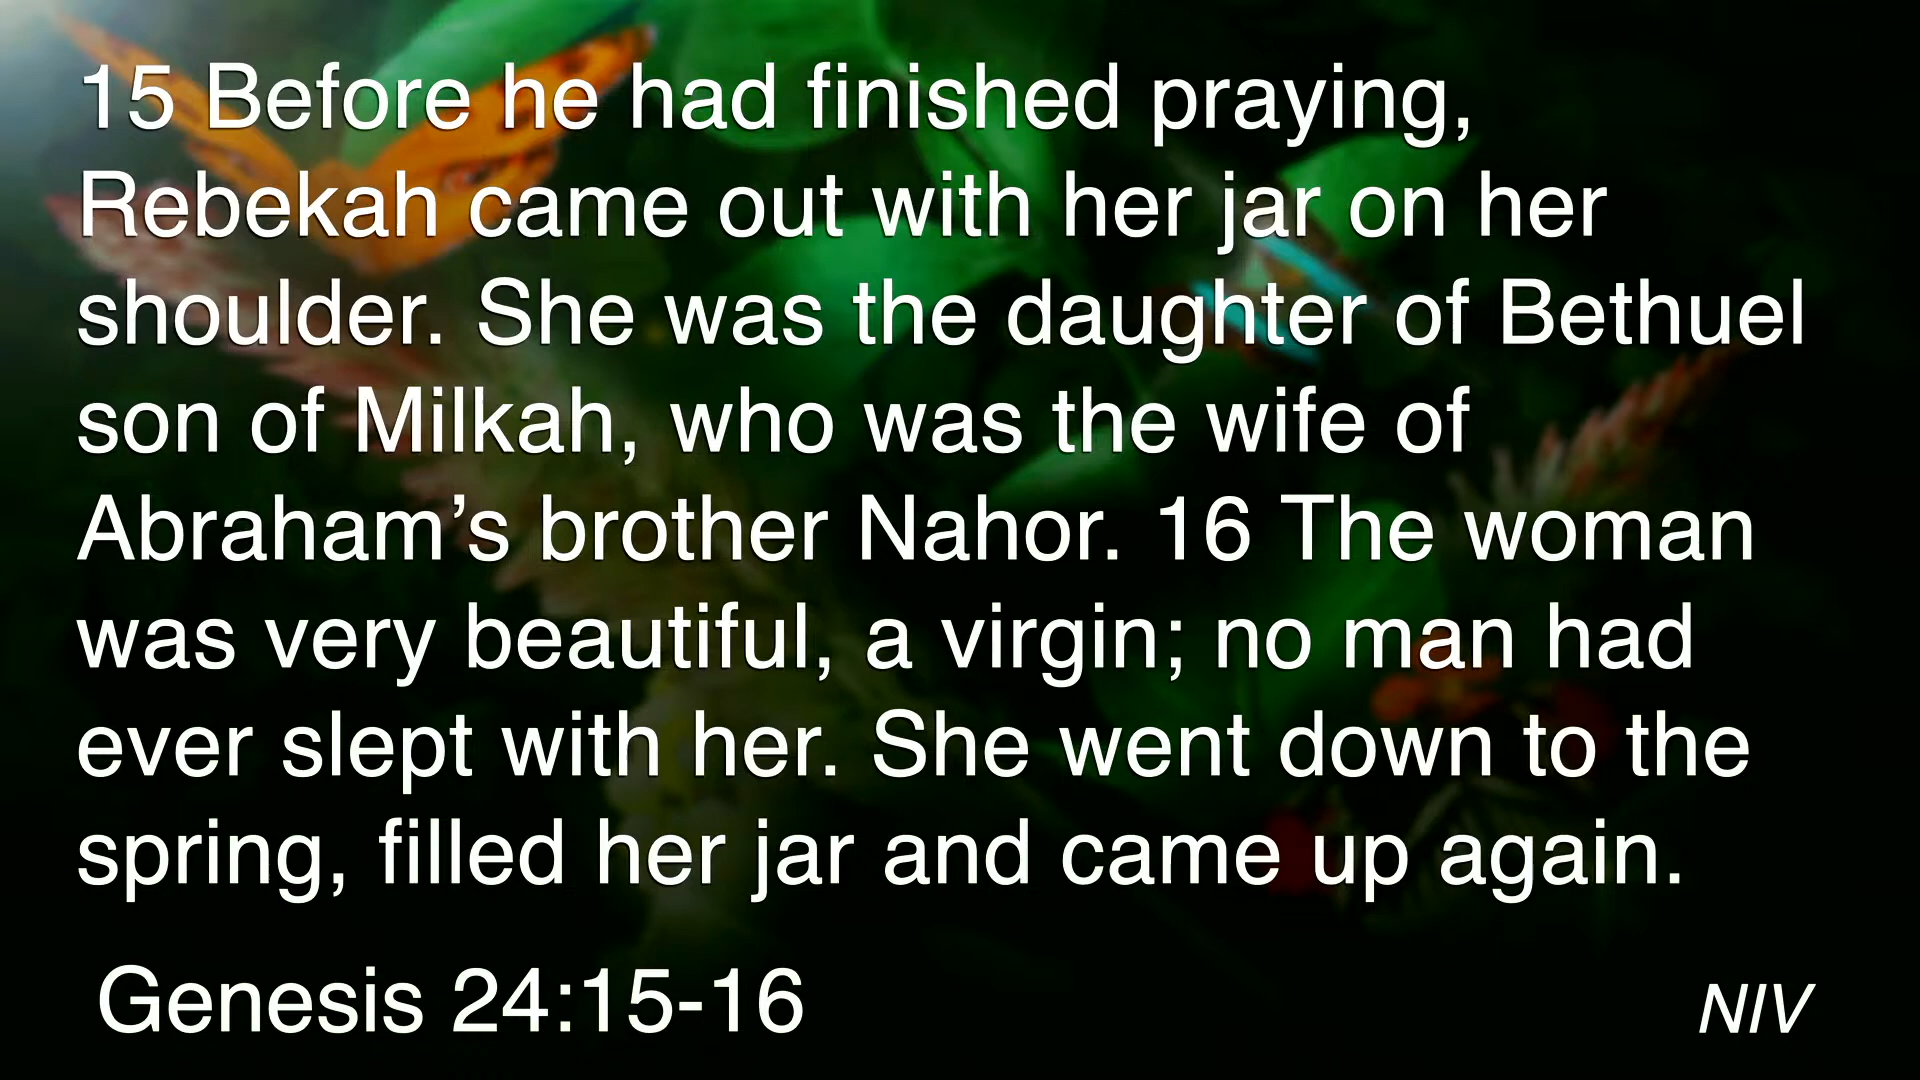 15 Before he had finished praying,
Rebekah came out with her jar on her
shoulder. She was the daughter of Bethuel
son of Milkah, who was the wife of
Abraham’s brother Nahor. 16 The woman
was very beautiful, a virgin; no man had
ever slept with her. She went down to the
spring, filled her jar and came up again.
Genesis 24:15-16
NIV